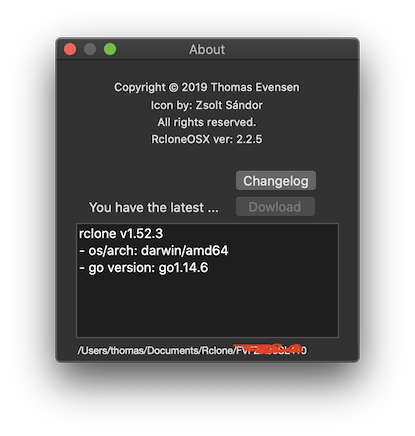 About
Copyright © 2019 Thomas Evensen
Icon by: Zsolt Sándor
All rights reserved.
RcloneOSX ver: 2.2.5
Changelog
You have the latest ...
Dowload
rclone v1.52.3
- os/arch: darwin/amd64
- go version: go1.14.6
/Users/thomas/Documents/Rclone/